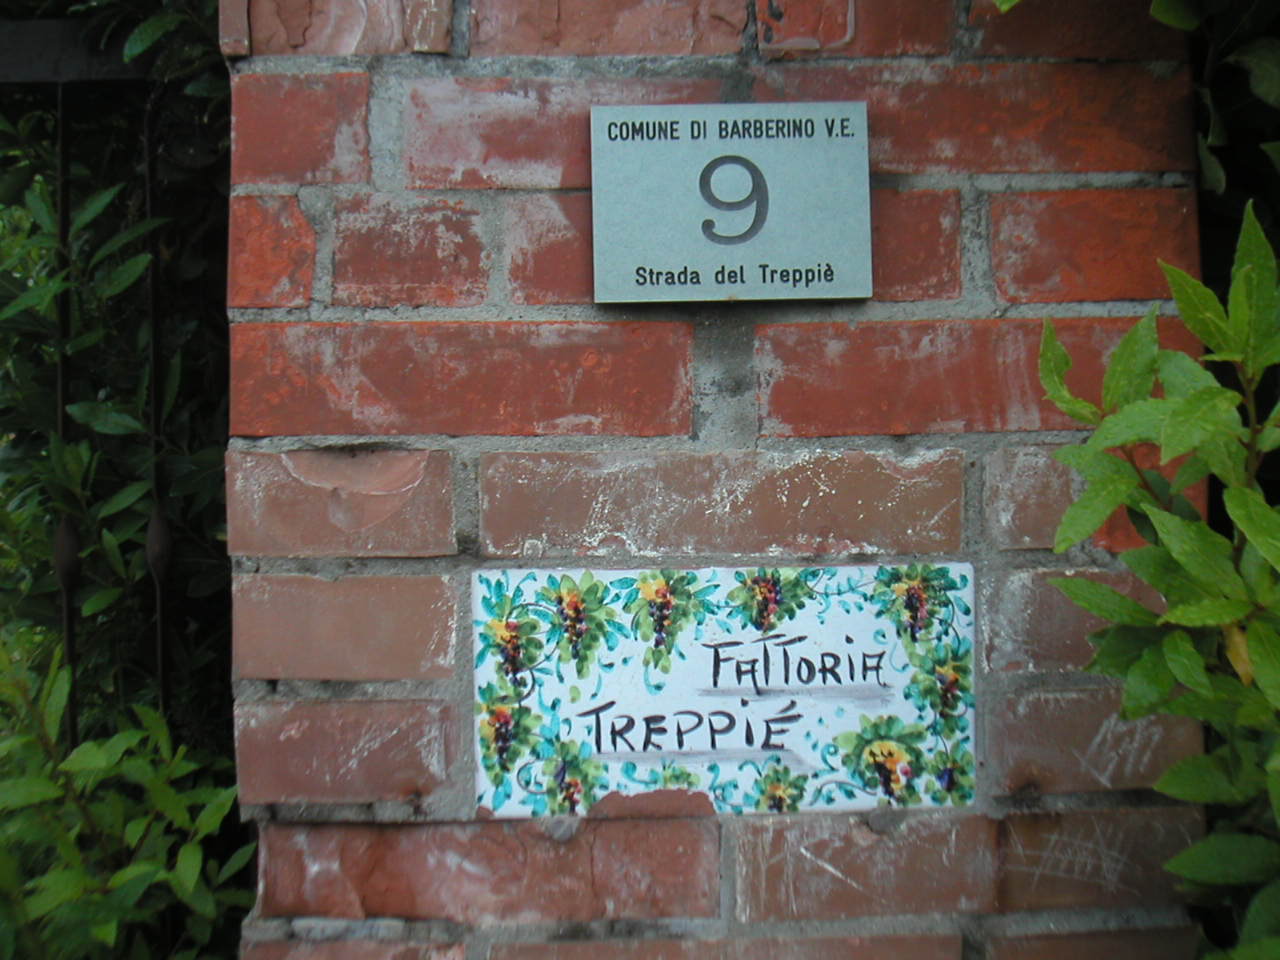 COMUNE DI BARBERINO V.E.
9
Strada del Treppiè
FATTORIA
TREPPIÉ